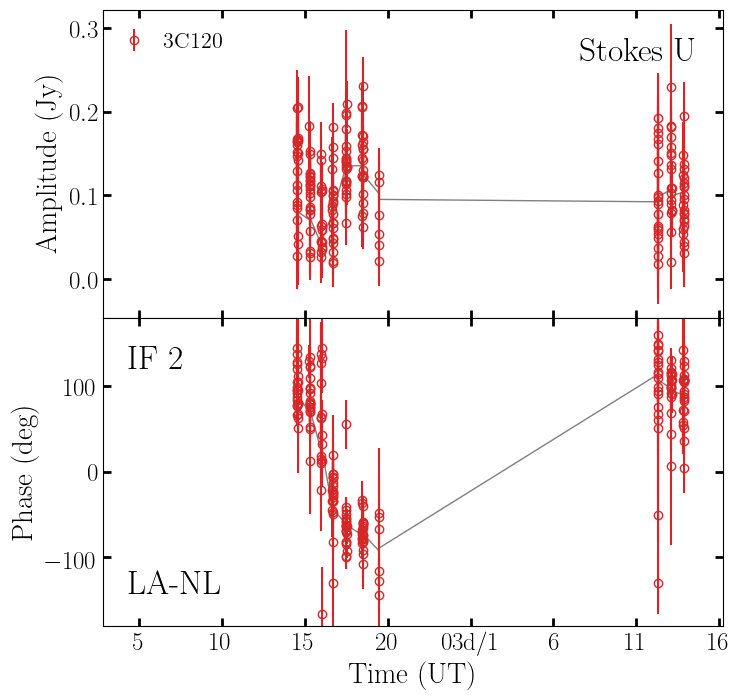 3C120
Stokes U
0.3
0.2
0.1
0.0
Amplitude (Jy)
IF 2
100
0
−100
Phase (deg)
LA-NL
5 10 15 20 03d/1 6 11 16
Time (UT)